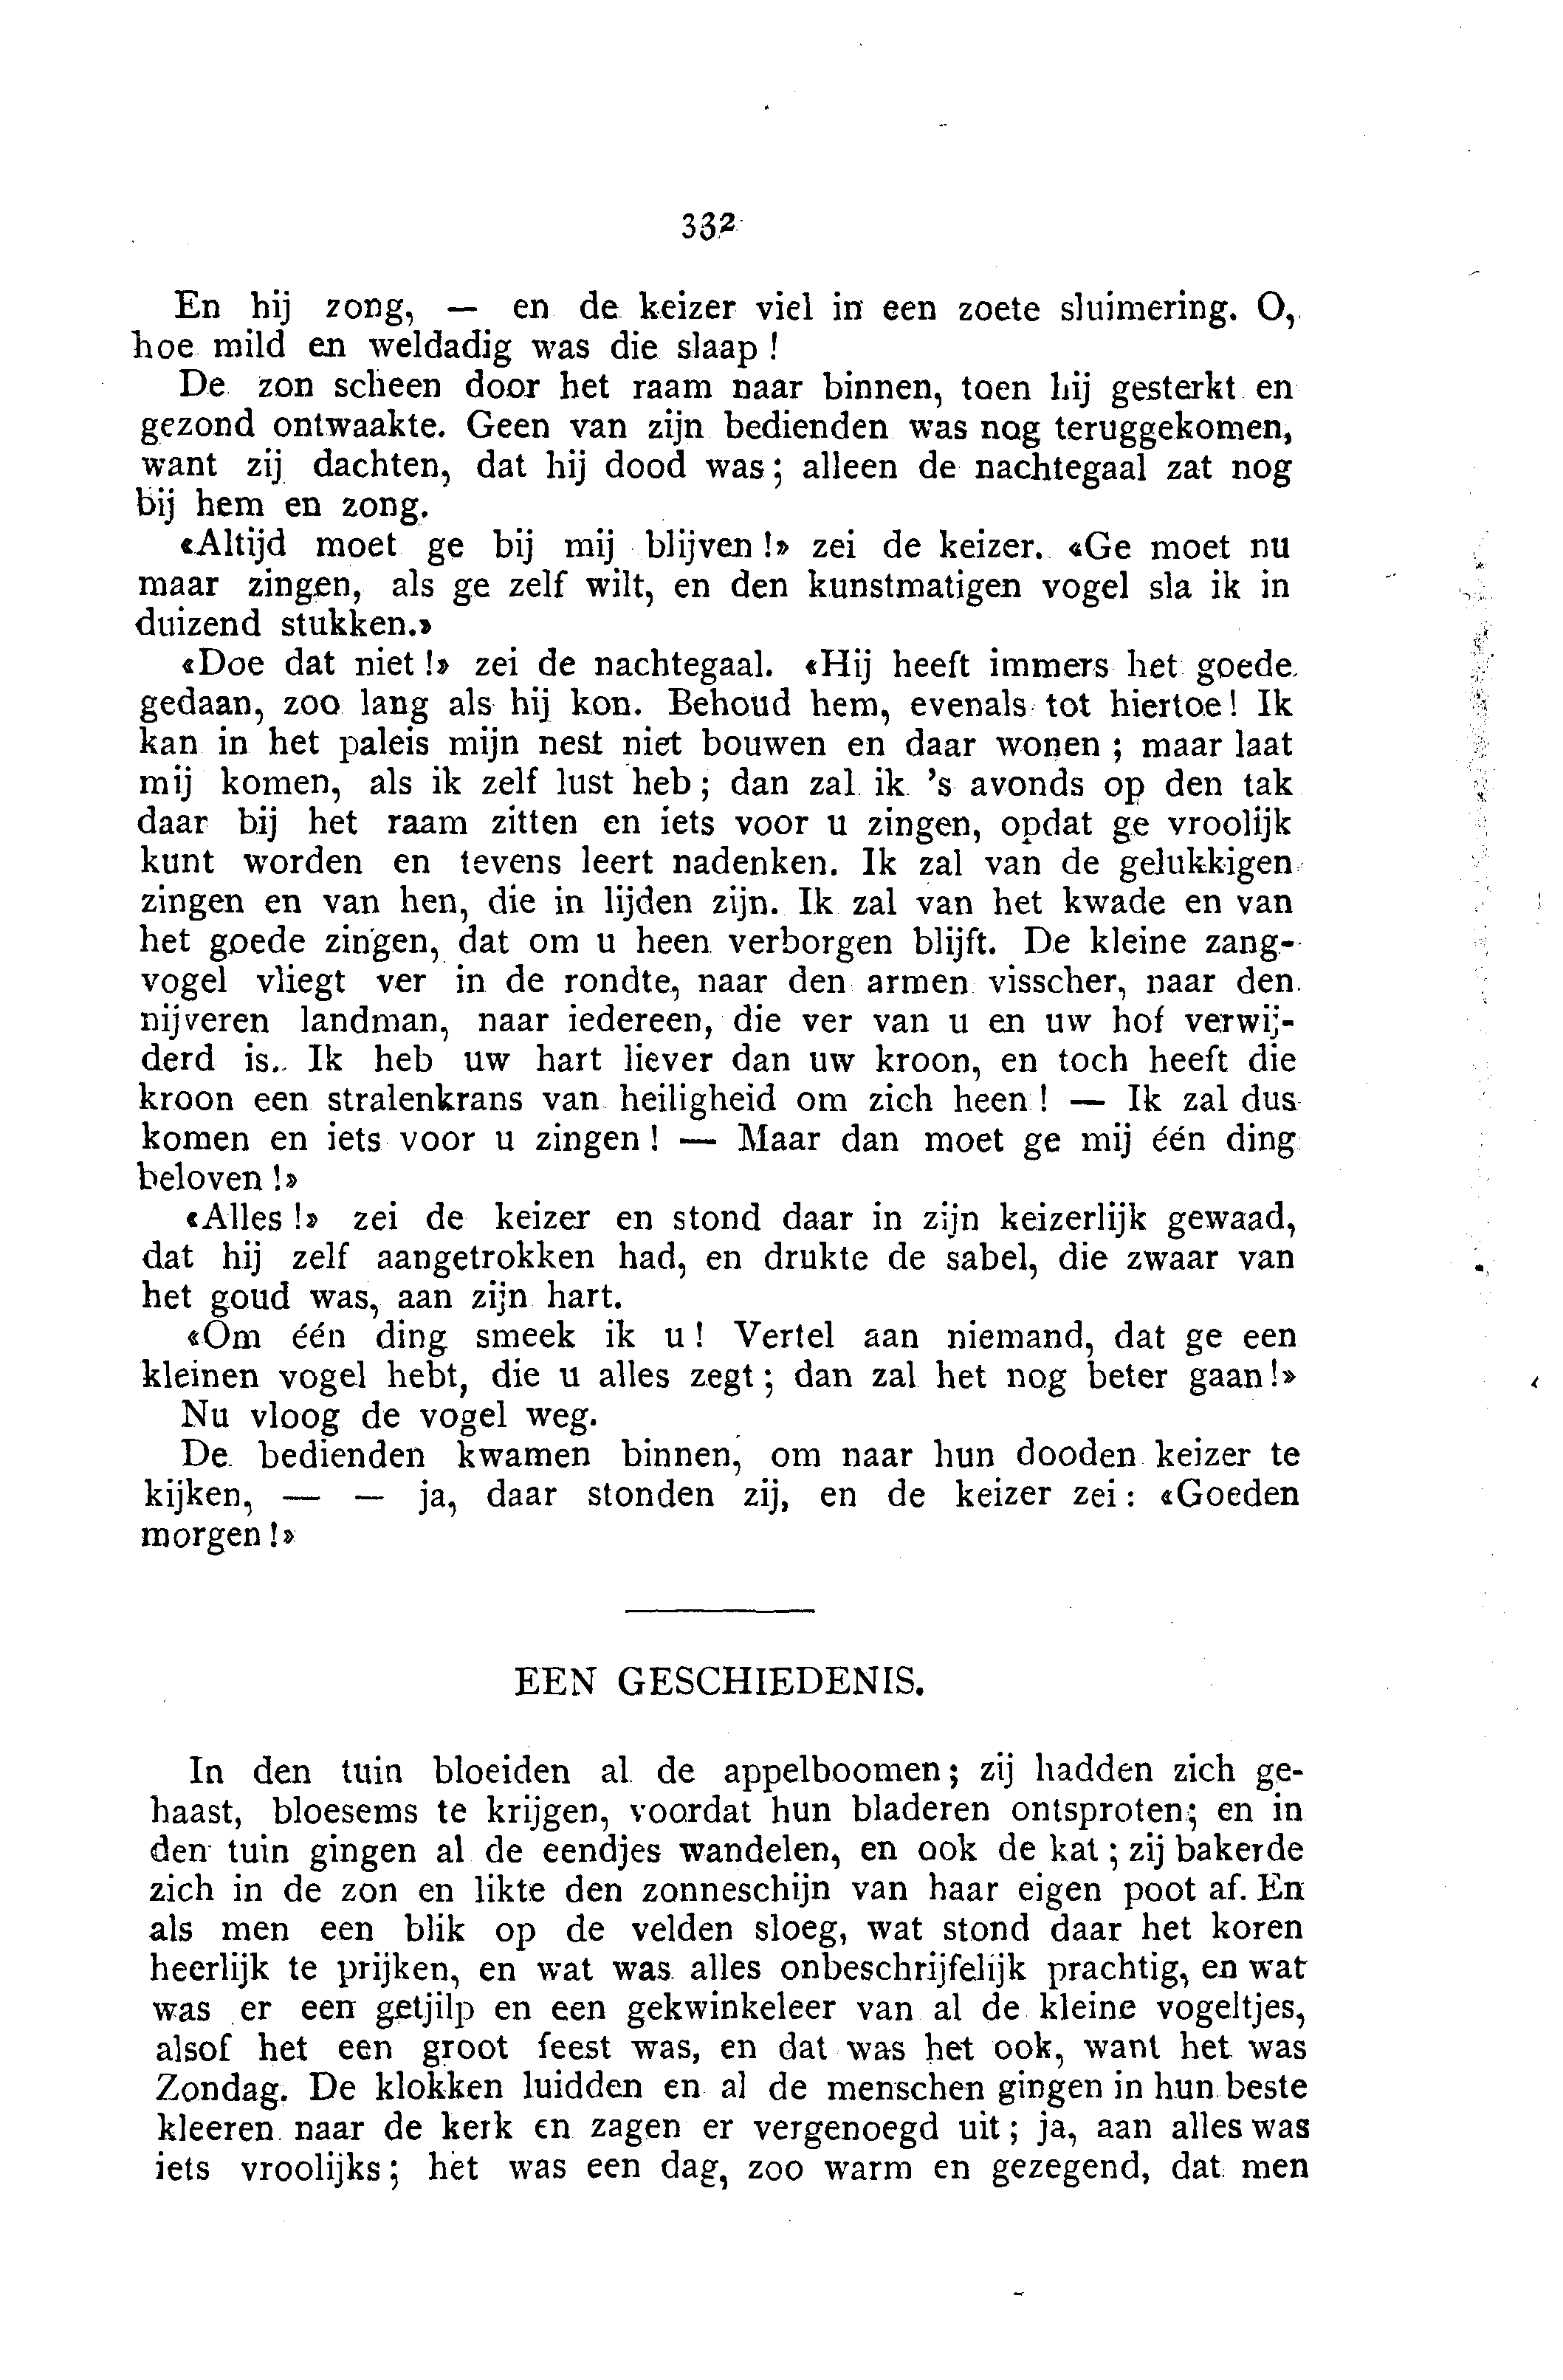 332
En hij zong, — en de keizer viel in een zoete sluimering. O,
hoe mild en weldadig was die slaap !
De zon scheen door het raam naar binnen, toen hij gesterkt en
gezond ontwaakte. Geen van zijn bedienden was nog teruggekomen,
want zij dachten, dat hij dood was ; alleen de nachtegaal zat nog
bij hem en zong.
«Altijd moet ge bij mij blijven !» zei de keizer. «Ge moet nu
maar zingen, als ge zelf wilt, en den kunstmatigen vogel sla ik in
duizend stukken.»
«Doe dat niet !» zei de nachtegaal. «Hij heeft immers het goede
gedaan, zoo lang als hij kon. Behoud hem, evenals tot hiertoe! Ik
kan in het paleis mijn nest niet bouwen en daar wonen ; maar laat
mij komen, als ik zelf lust heb ; dan zal ik 's avonds op den tak
daar bij het raam zitten en iets voor u zingen, opdat ge vroolijk
kunt worden en tevens leert nadenken. Ik zal van de gelukkigen
zingen en van hen, die in lijden zijn. Ik zal van het kwade en van
het goede zingen, dat om u heen verborgen blijft. De kleine zang-
vogel vliegt ver in de rondte, naar den armen visscher, naar den
nijveren landman, naar iedereen, die ver van u en uw hof verwij-
derd is. Ik heb uw hart liever dan uw kroon, en toch heeft die
kroon een stralenkrans van heiligheid om zich heen ! — Ik zal dus
komen en iets voor u zingen ! — Maar dan moet ge mij één ding
beloven !»
«Alles !» zei de keizer en stond daar in zijn keizerlijk gewaad,
dat hij zelf aangetrokken had, en drukte de sabel, die zwaar van
het goud was, aan zijn hart.
«Om één ding smeek ik u ! Vertel aan niemand, dat ge een
kleinen vogel hebt, die u alles zegt ; dan zal het nog beter gaan!»
Nu vloog de vogel weg.
De bedienden kwamen binnen, om naar hun dooden keizer te
kijken, — — ja, daar stonden zij, en de keizer zei : «Goeden
morgen !»
EEN GESCHIEDENIS.
In den tuin bloeiden al de appelboomen ; zij hadden zich ge-
haast, bloesems te krijgen, voordat hun bladeren ontsproten ; en in
den tuin gingen al de eendjes wandelen, en ook de kat ; zij bakerde
zich in de zon en likte den zonneschijn van haar eigen poot af. En
als men een blik op de velden sloeg, wat stond daar het koren
heerlijk te prijken, en wat was alles onbeschrijfelijk prachtig, en wat
was er een getjilp en een gekwinkeleer van al de kleine vogeltjes,
alsof het een groot feest was, en dat was het ook, want het was
Zondag. De klokken luidden en al de menschen gingen in hun beste
kleeren naar de kerk en zagen er vergenoegd uit ; ja, aan alles was
iets vroolijks ; het was een dag, zoo warm en gezegend, dat men